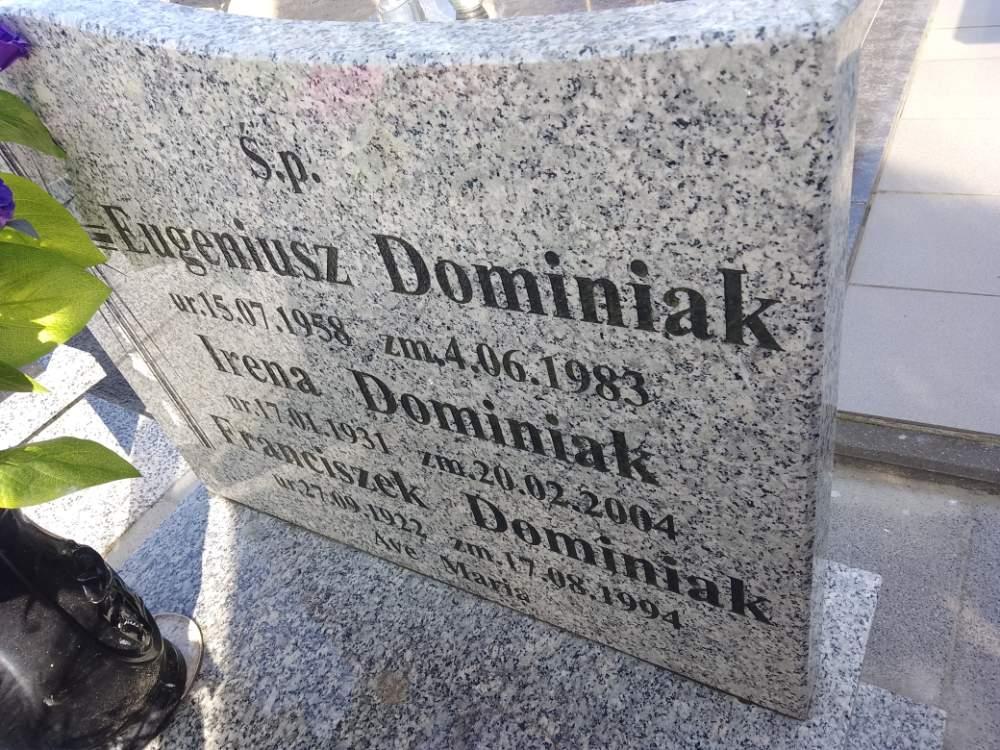 Ś.p.
Eugeniusz Dominiak
ur.15.07.1958 zm.4.06.1983
Irena Dominiak
ur.17.01.1931 zm.20.02.2004
Franciszek Dominiak
ur.27.09.1922 zm.17.08.1994
Ave Maria